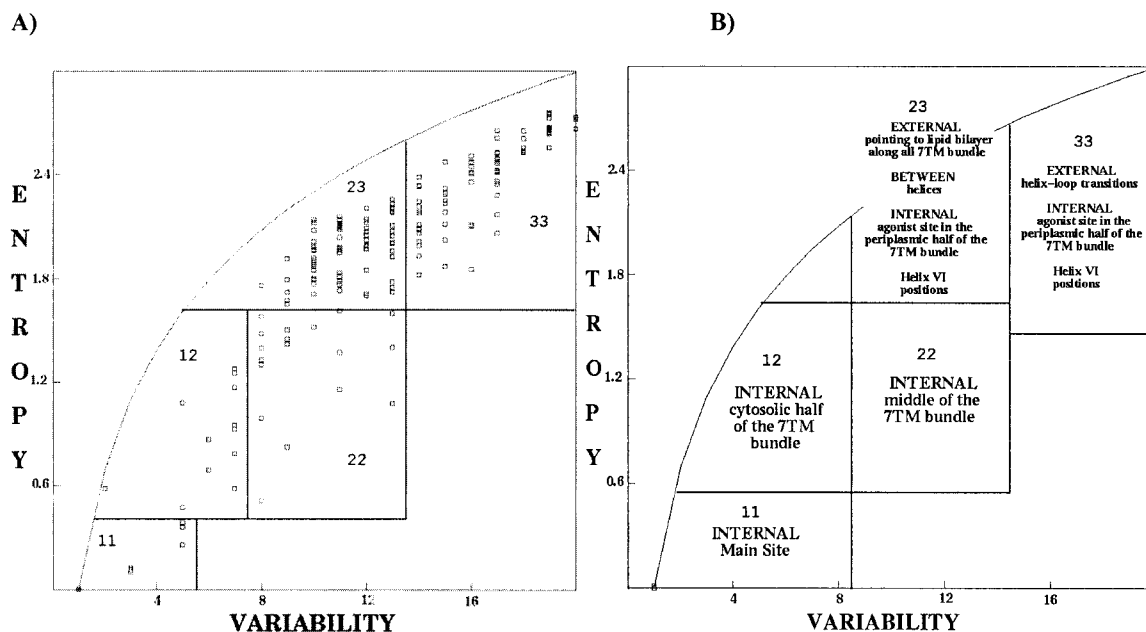 A)
B)
ENTROPY
2.4
1.8
1.2
0.6
23
33
12
22
11
4
8
12
16
VARIABILITY
ENTROPY
2.4
1.8
1.2
0.6
23
EXTERNAL
pointing to lipid bilayer
along all 7TM bundle
BETWEEN
helices
INTERNAL
agonist site in the
periplasmic half of the
7TM bundle
Helix VI
positions
33
EXTERNAL
helix-loop transitions
INTERNAL
agonist site in the
periplasmic half of the
7TM bundle
Helix VI
positions
12
INTERNAL
cytosolic half
of the 7TM
bundle
22
INTERNAL
middle of the
7TM bundle
11
INTERNAL
Main Site
4
8
12
16
VARIABILITY